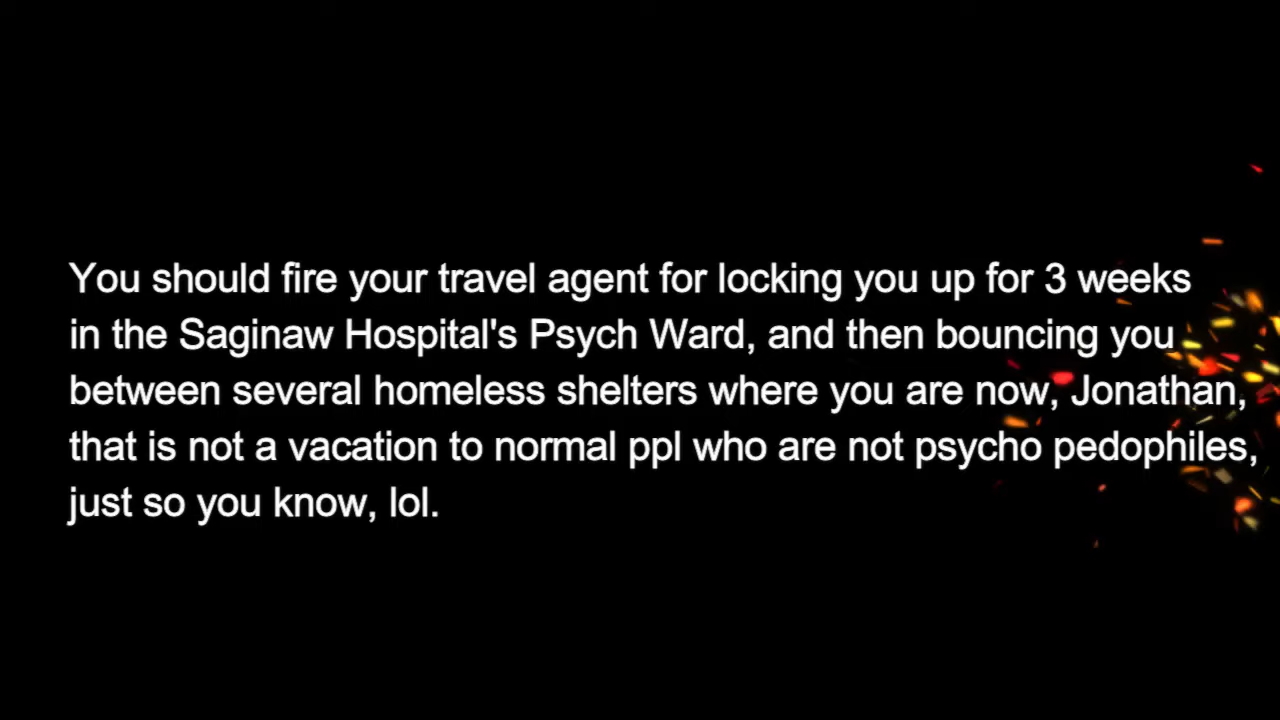 You should fire your travel agent for locking you up for 3 weeks
in the Saginaw Hospital's Psych Ward, and then bouncing you
between several homeless shelters where you are now, Jonathan,
that is not a vacation to normal ppl who are not psycho pedophiles,
just so you know, lol.